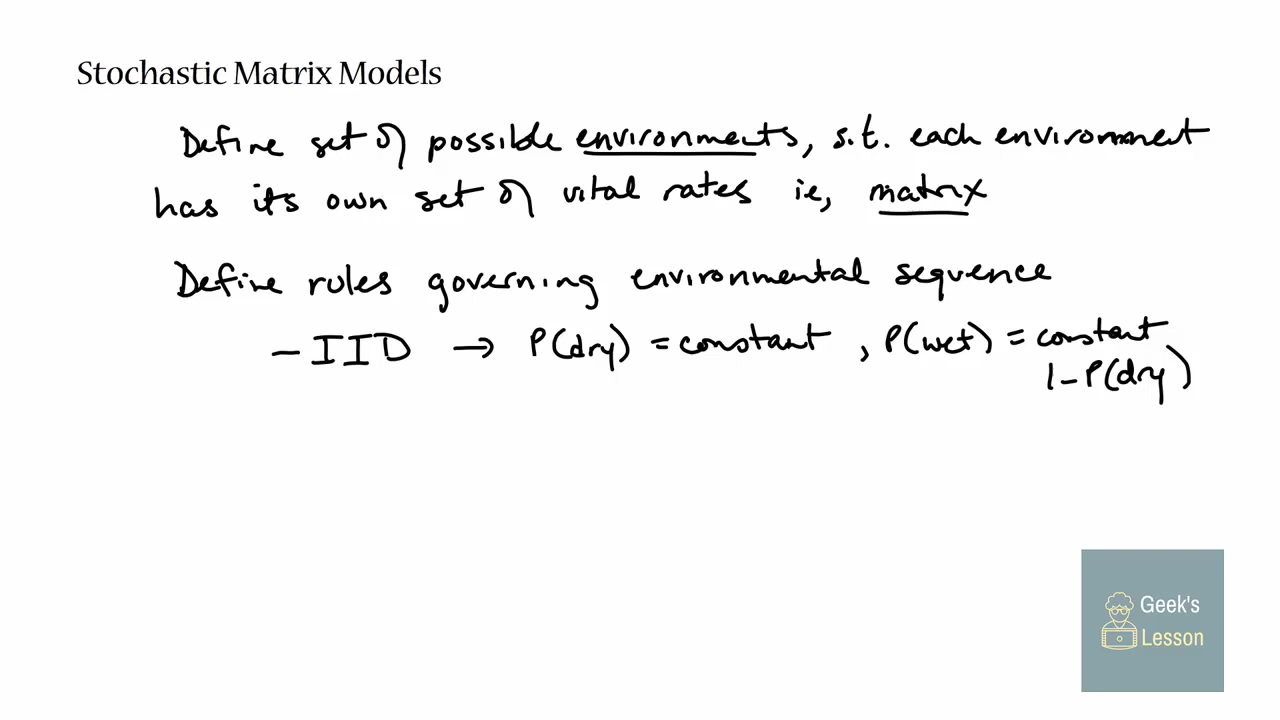 Stochastic Matrix Models
Define set of possible environments, s.t. each environment
has its own set of vital rates ie, matrix
Define rules governing environmental sequence
- IID → P(dry) = constant , P(wet) = constant
1 - P(dry)
Geek's
Lesson